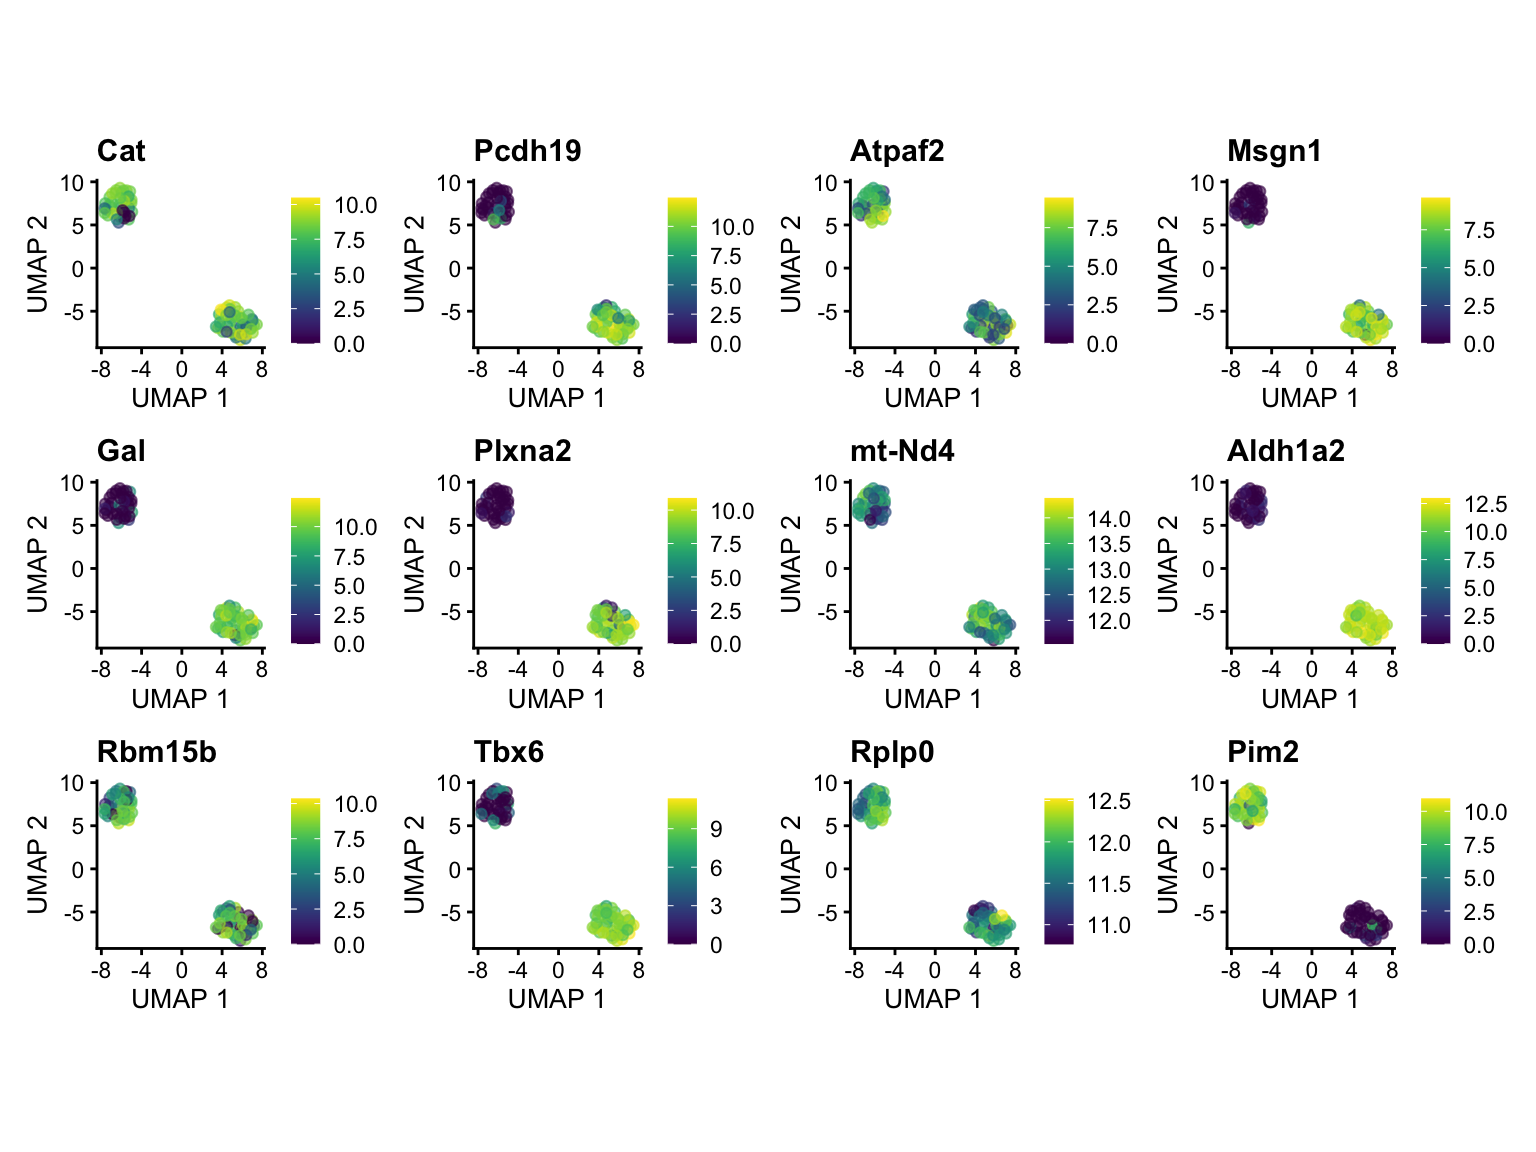 Cat Pcdh19 Atpaf2 Msgn1
10 10.0 10 10 10
5 7.5 5 10.0 5 7.5 5 7.5
UMAP 2 0 5.0 UMAP 2 0 7.5 UMAP 2 0 5.0 UMAP 2 0 5.0
-5 2.5 -5 5.0 -5 2.5 -5 2.5
0.0 2.5 0.0 0.0
0.0
-8 -4 0 4 8 -8 -4 0 4 8 -8 -4 0 4 8 -8 -4 0 4 8
UMAP 1 UMAP 1 UMAP 1 UMAP 1
Gal Plxna2 mt-Nd4 Aldh1a2
10 10 10.0 10 14.0 10 12.5
5 10.0 5 7.5 5 13.5 5 10.0
UMAP 2 0 7.5 UMAP 2 0 5.0 UMAP 2 0 13.0 UMAP 2 0 7.5
-5 5.0 -5 2.5 -5 12.5 -5 5.0
2.5 0.0 12.0 2.5
0.0 0.0
-8 -4 0 4 8 -8 -4 0 4 8 -8 -4 0 4 8 -8 -4 0 4 8
UMAP 1 UMAP 1 UMAP 1 UMAP 1
Rbm15b Tbx6 Rplp0 Pim2
10 10.0 10 10 12.5 10 10.0
5 7.5 5 9 5 12.0 5 7.5
UMAP 2 0 5.0 UMAP 2 0 6 UMAP 2 0 11.5 UMAP 2 0 5.0
-5 2.5 -5 3 -5 11.0 -5 2.5
0.0 0 0.0
-8 -4 0 4 8 -8 -4 0 4 8 -8 -4 0 4 8 -8 -4 0 4 8
UMAP 1 UMAP 1 UMAP 1 UMAP 1